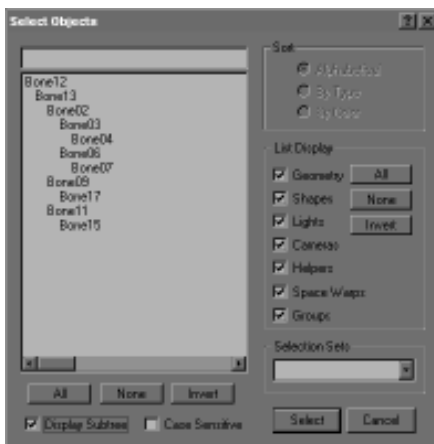 Select Objects
Bone12
Bone13
Bone02
Bone03
Bone04
Bone06
Bone07
Bone09
Bone17
Bone11
Bone15
All None Invert
Display Subtree Case Sensitive
Sort
Alphabetical
By Type
By Color
List Display
Geometry All
Shapes None
Lights Invert
Cameras
Helpers
Space Warps
Groups
Selection Sets
Select Cancel